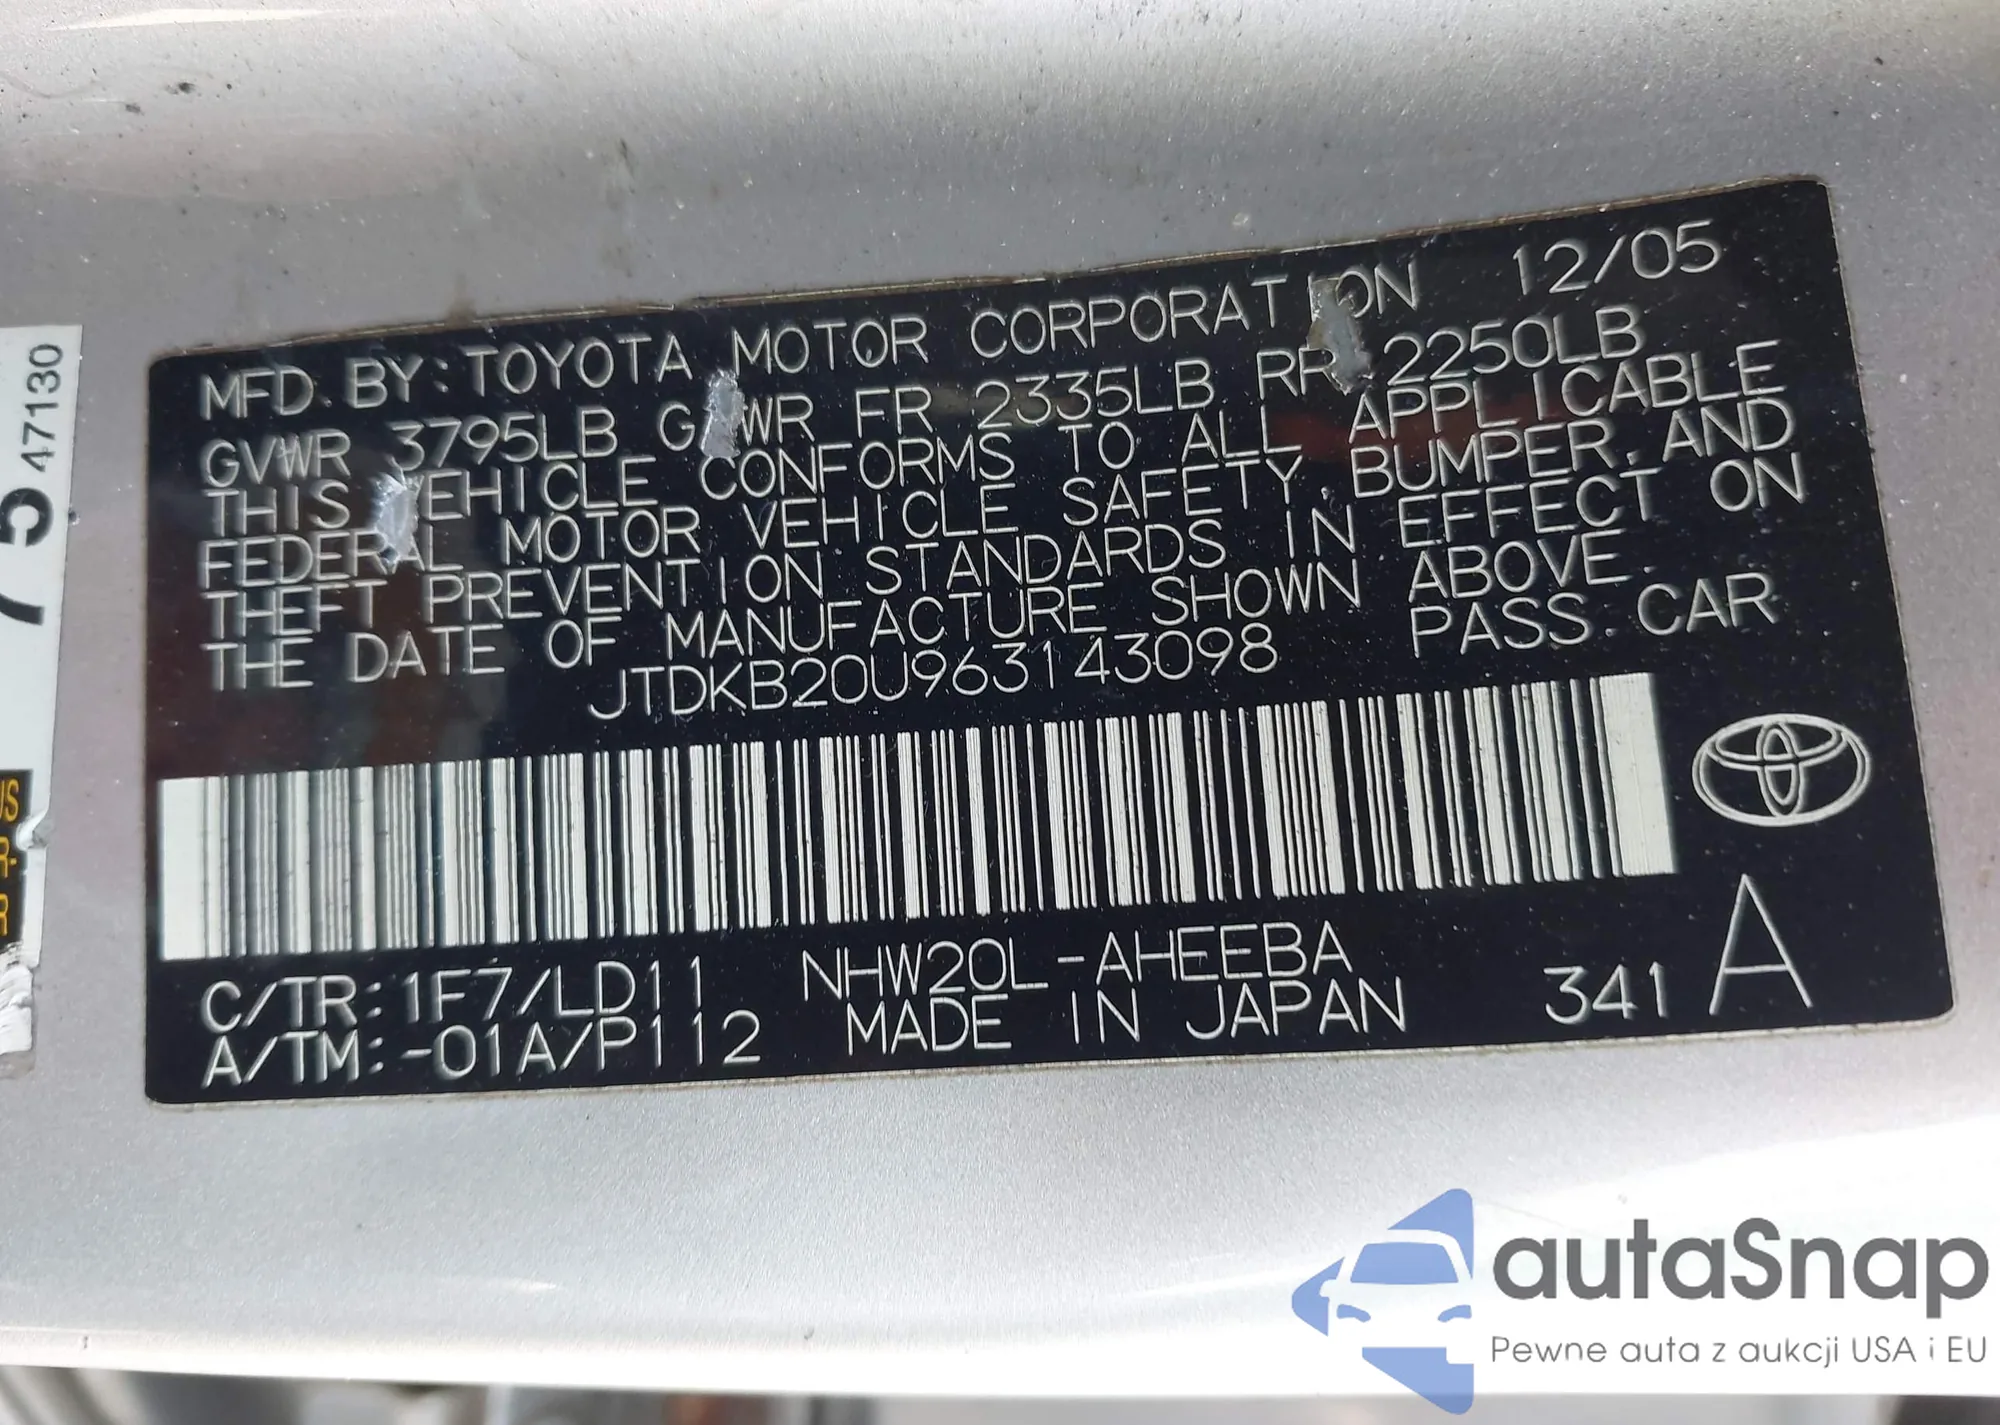 MFD. BY: TOYOTA MOTOR CORPORATION 12/05
GVWR 3795LB GAWR FR 2335LB RR 2250LB
THIS VEHICLE CONFORMS TO ALL APPLICABLE
FEDERAL MOTOR VEHICLE SAFETY, BUMPER, AND
THEFT PREVENTION STANDARDS IN EFFECT ON
THE DATE OF MANUFACTURE SHOWN ABOVE.
JTDKB20U963143098 PASS. CAR
C/TR: 1F7/LD11 NHW20L-AHEEBA
A/TM: -01A/P112 MADE IN JAPAN 341 A
75 47130
US
R-
R
autaSnap
Pewne auta z aukcji USA i EU